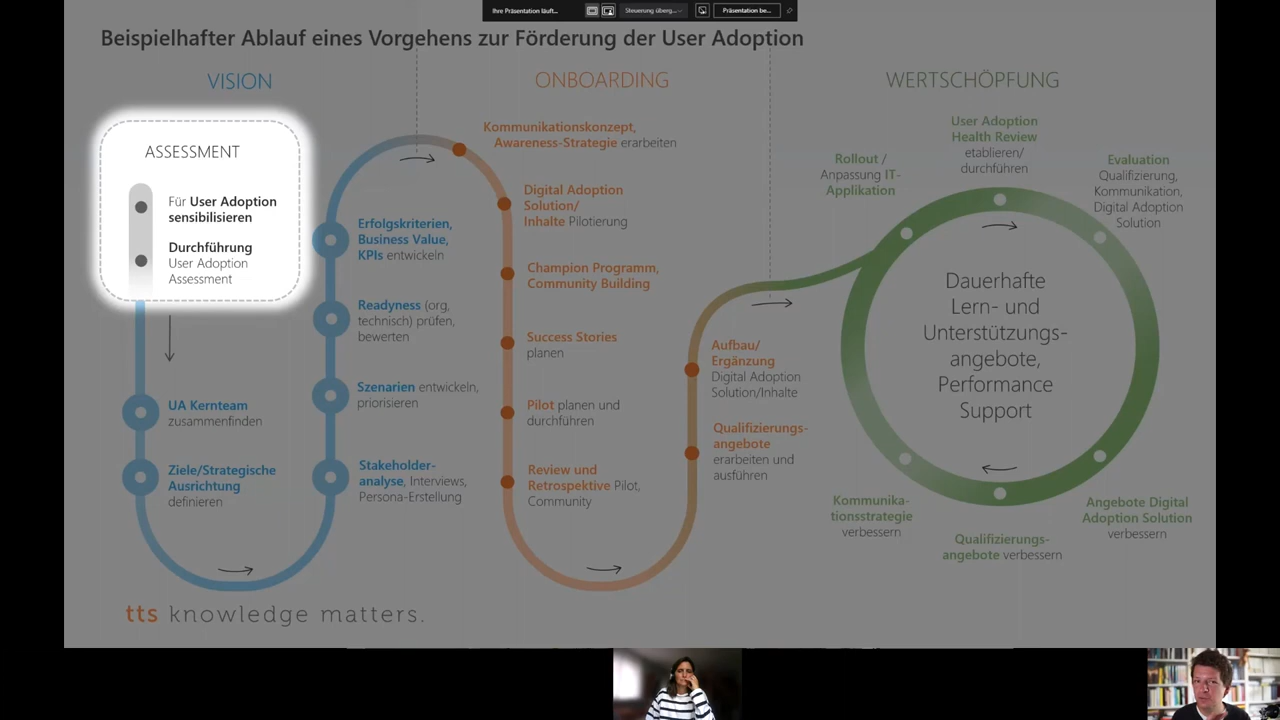 Ihre Präsentation läuft...
Steuerung überg...
Präsentation be...
Beispielhafter Ablauf eines Vorgehens zur Förderung der User Adoption
VISION
ASSESSMENT
Für User Adoption
sensibilisieren
Durchführung
User Adoption
Assessment
UA Kernteam
zusammenfinden
Ziele/Strategische
Ausrichtung
definieren
Erfolgskriterien,
Business Value,
KPIs entwickeln
Readyness (org,
technisch) prüfen,
bewerten
Szenarien entwickeln,
priorisieren
Stakeholder-
analyse, Interviews,
Persona-Erstellung
ONBOARDING
Kommunikationskonzept,
Awareness-Strategie erarbeiten
Digital Adoption
Solution/
Inhalte Pilotierung
Champion Programm,
Community Building
Success Stories
planen
Pilot planen und
durchführen
Review und
Retrospektive Pilot,
Community
Aufbau/
Ergänzung
Digital Adoption
Solution/Inhalte
Qualifizierungs-
angebote
erarbeiten und
ausführen
WERTSCHÖPFUNG
Rollout /
Anpassung IT-
Applikation
User Adoption
Health Review
etablieren/
durchführen
Evaluation
Qualifizierung,
Kommunikation,
Digital Adoption
Solution
Dauerhafte
Lern- und
Unterstützungs-
angebote,
Performance
Support
Kommunika-
tionsstrategie
verbessern
Qualifizierungs-
angebote verbessern
Angebote Digital
Adoption Solution
verbessern
tts knowledge matters.